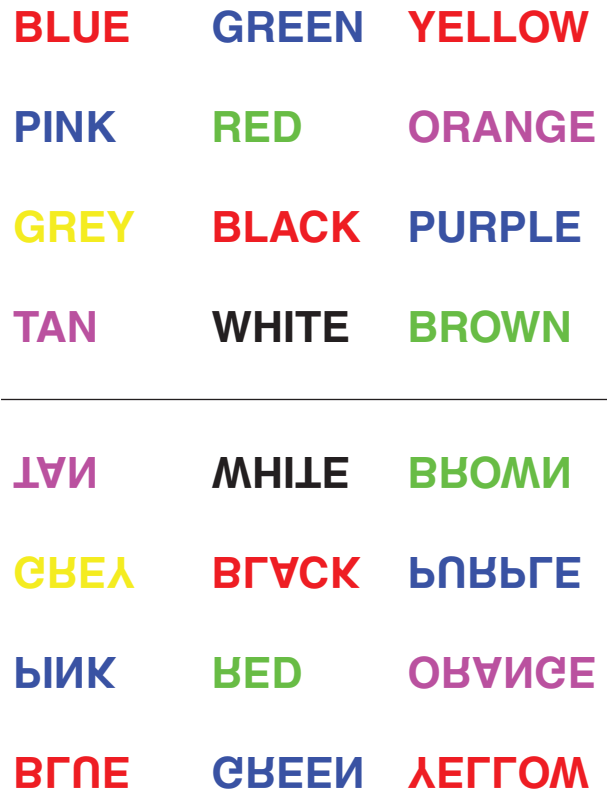 BLUE GREEN YELLOW
PINK RED ORANGE
GREY BLACK PURPLE
TAN WHITE BROWN
TAN WHITE BROWN
GREY BLACK PURPLE
PINK RED ORANGE
BLUE GREEN YELLOW